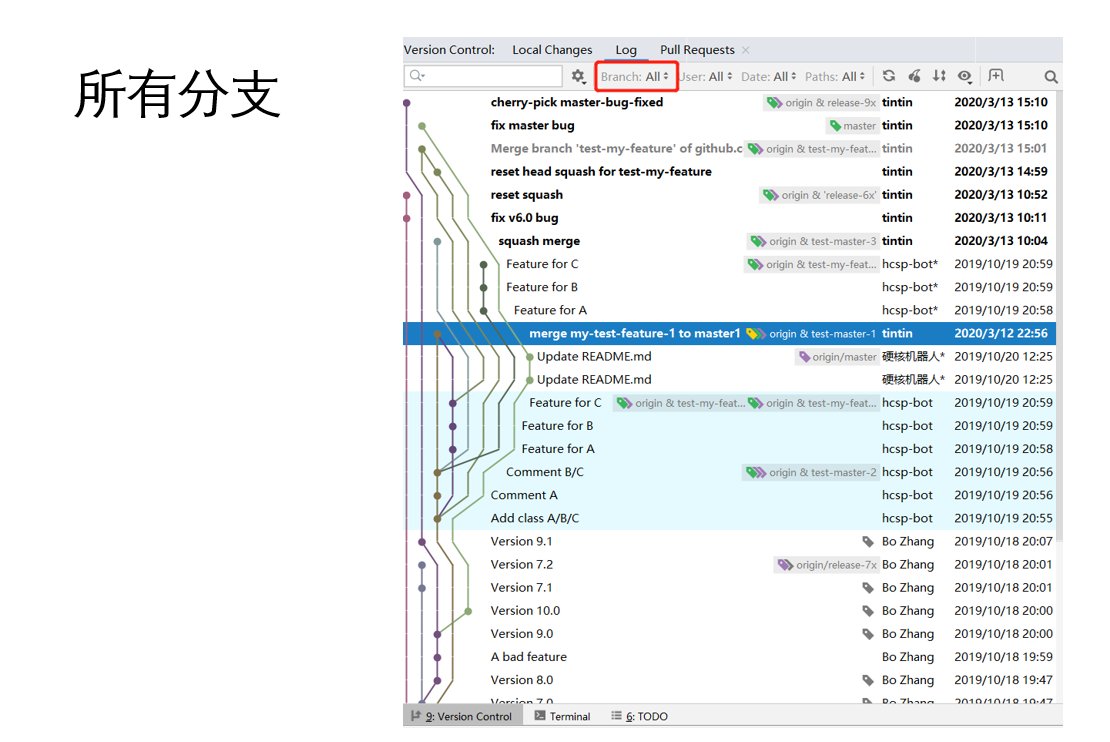 所有分支
Version Control: Local Changes Log Pull Requests
Branch: All User: All Date: All Paths: All
cherry-pick master-bug-fixed origin & release-9x tintin 2020/3/13 15:10
fix master bug master tintin 2020/3/13 15:10
Merge branch 'test-my-feature' of github.c origin & test-my-feat... tintin 2020/3/13 15:01
reset head squash for test-my-feature tintin 2020/3/13 14:59
reset squash origin & 'release-6x' tintin 2020/3/13 10:52
fix v6.0 bug tintin 2020/3/13 10:11
squash merge origin & test-master-3 tintin 2020/3/13 10:04
Feature for C origin & test-my-feat... hcsp-bot* 2019/10/19 20:59
Feature for B hcsp-bot* 2019/10/19 20:59
Feature for A hcsp-bot* 2019/10/19 20:58
merge my-test-feature-1 to master1 origin & test-master-1 tintin 2020/3/12 22:56
Update README.md origin/master 硬核机器人* 2019/10/20 12:25
Update README.md 硬核机器人* 2019/10/20 12:25
Feature for C origin & test-my-feat... origin & test-my-feat... hcsp-bot 2019/10/19 20:59
Feature for B hcsp-bot 2019/10/19 20:59
Feature for A hcsp-bot 2019/10/19 20:58
Comment B/C origin & test-master-2 hcsp-bot 2019/10/19 20:56
Comment A hcsp-bot 2019/10/19 20:56
Add class A/B/C hcsp-bot 2019/10/19 20:55
Version 9.1 Bo Zhang 2019/10/18 20:07
Version 7.2 origin/release-7x Bo Zhang 2019/10/18 20:01
Version 7.1 Bo Zhang 2019/10/18 20:01
Version 10.0 Bo Zhang 2019/10/18 20:00
Version 9.0 Bo Zhang 2019/10/18 20:00
A bad feature Bo Zhang 2019/10/18 19:59
Version 8.0 Bo Zhang 2019/10/18 19:47
Version 7.0 Bo Zhang 2019/10/18 19:47
9: Version Control Terminal 6: TODO